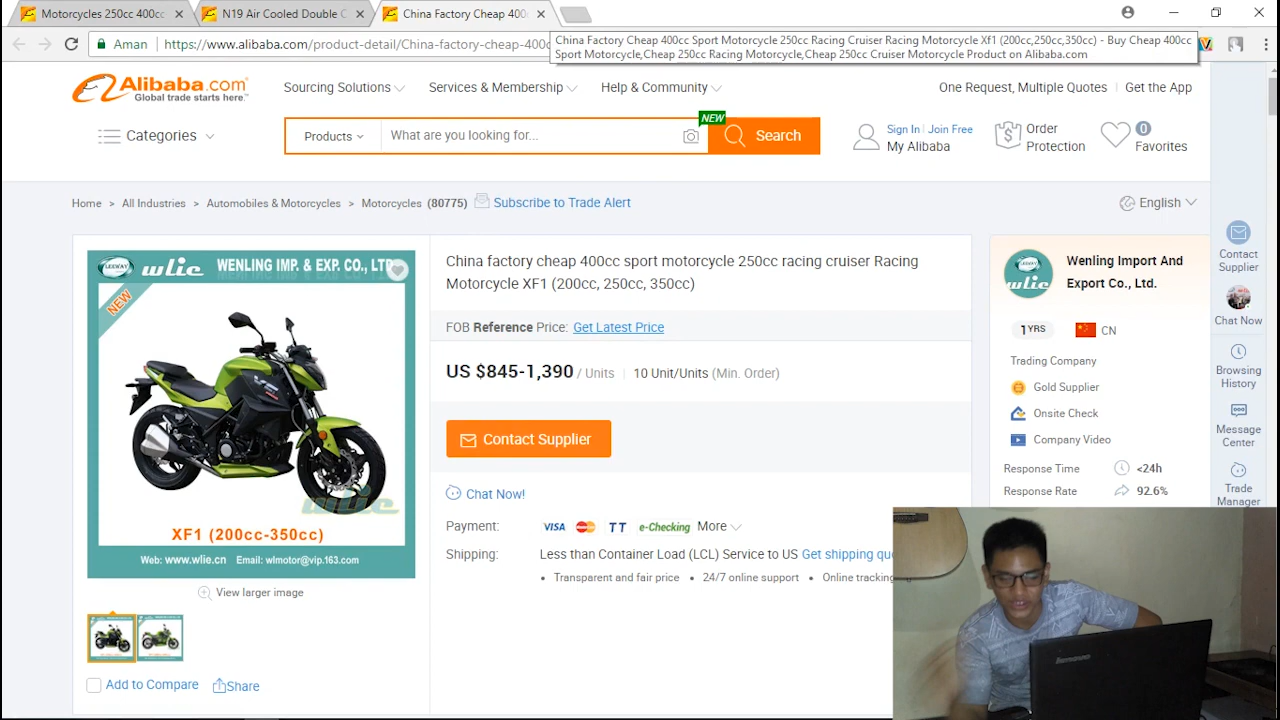 Motorcycles 250cc 400cc
N19 Air Cooled Double C
China Factory Cheap 400
China Factory Cheap 400cc Sport Motorcycle 250cc Racing Cruiser Racing Motorcycle Xf1 (200cc,250cc,350cc) - Buy Cheap 400cc
Sport Motorcycle,Cheap 250cc Racing Motorcycle,Cheap 250cc Cruiser Motorcycle Product on Alibaba.com
Aman
https://www.alibaba.com/product-detail/China-factory-cheap-400
Alibaba.com
Global trade starts here.™
Sourcing Solutions
Services & Membership
Help & Community
One Request, Multiple Quotes
Get the App
Categories
Products
What are you looking for...
NEW
Search
Sign In
Join Free
My Alibaba
Order
Protection
0
Favorites
Home > All Industries > Automobiles & Motorcycles > Motorcycles (80775)
Subscribe to Trade Alert
English
LEEWAY
wlie
WENLING IMP. & EXP. CO., LTD
NEW
wlie
XF1 (200cc-350cc)
Web: www.wlie.cn Email: wlmotor@vip.163.com
View larger image
Add to Compare
Share
China factory cheap 400cc sport motorcycle 250cc racing cruiser Racing
Motorcycle XF1 (200cc, 250cc, 350cc)
FOB Reference Price: Get Latest Price
US $845-1,390 / Units
10 Unit/Units (Min. Order)
Contact Supplier
Chat Now!
Payment:
VISA
TT
e-Checking
More
Shipping:
Less than Container Load (LCL) Service to US Get shipping quo
• Transparent and fair price
• 24/7 online support
• Online tracking
wlie
Wenling Import And
Export Co., Ltd.
1 YRS
CN
Trading Company
Gold Supplier
Onsite Check
Company Video
Response Time
<24h
Response Rate
92.6%
Contact
Supplier
Chat Now
Browsing
History
Message
Center
Trade
Manager
lenovo